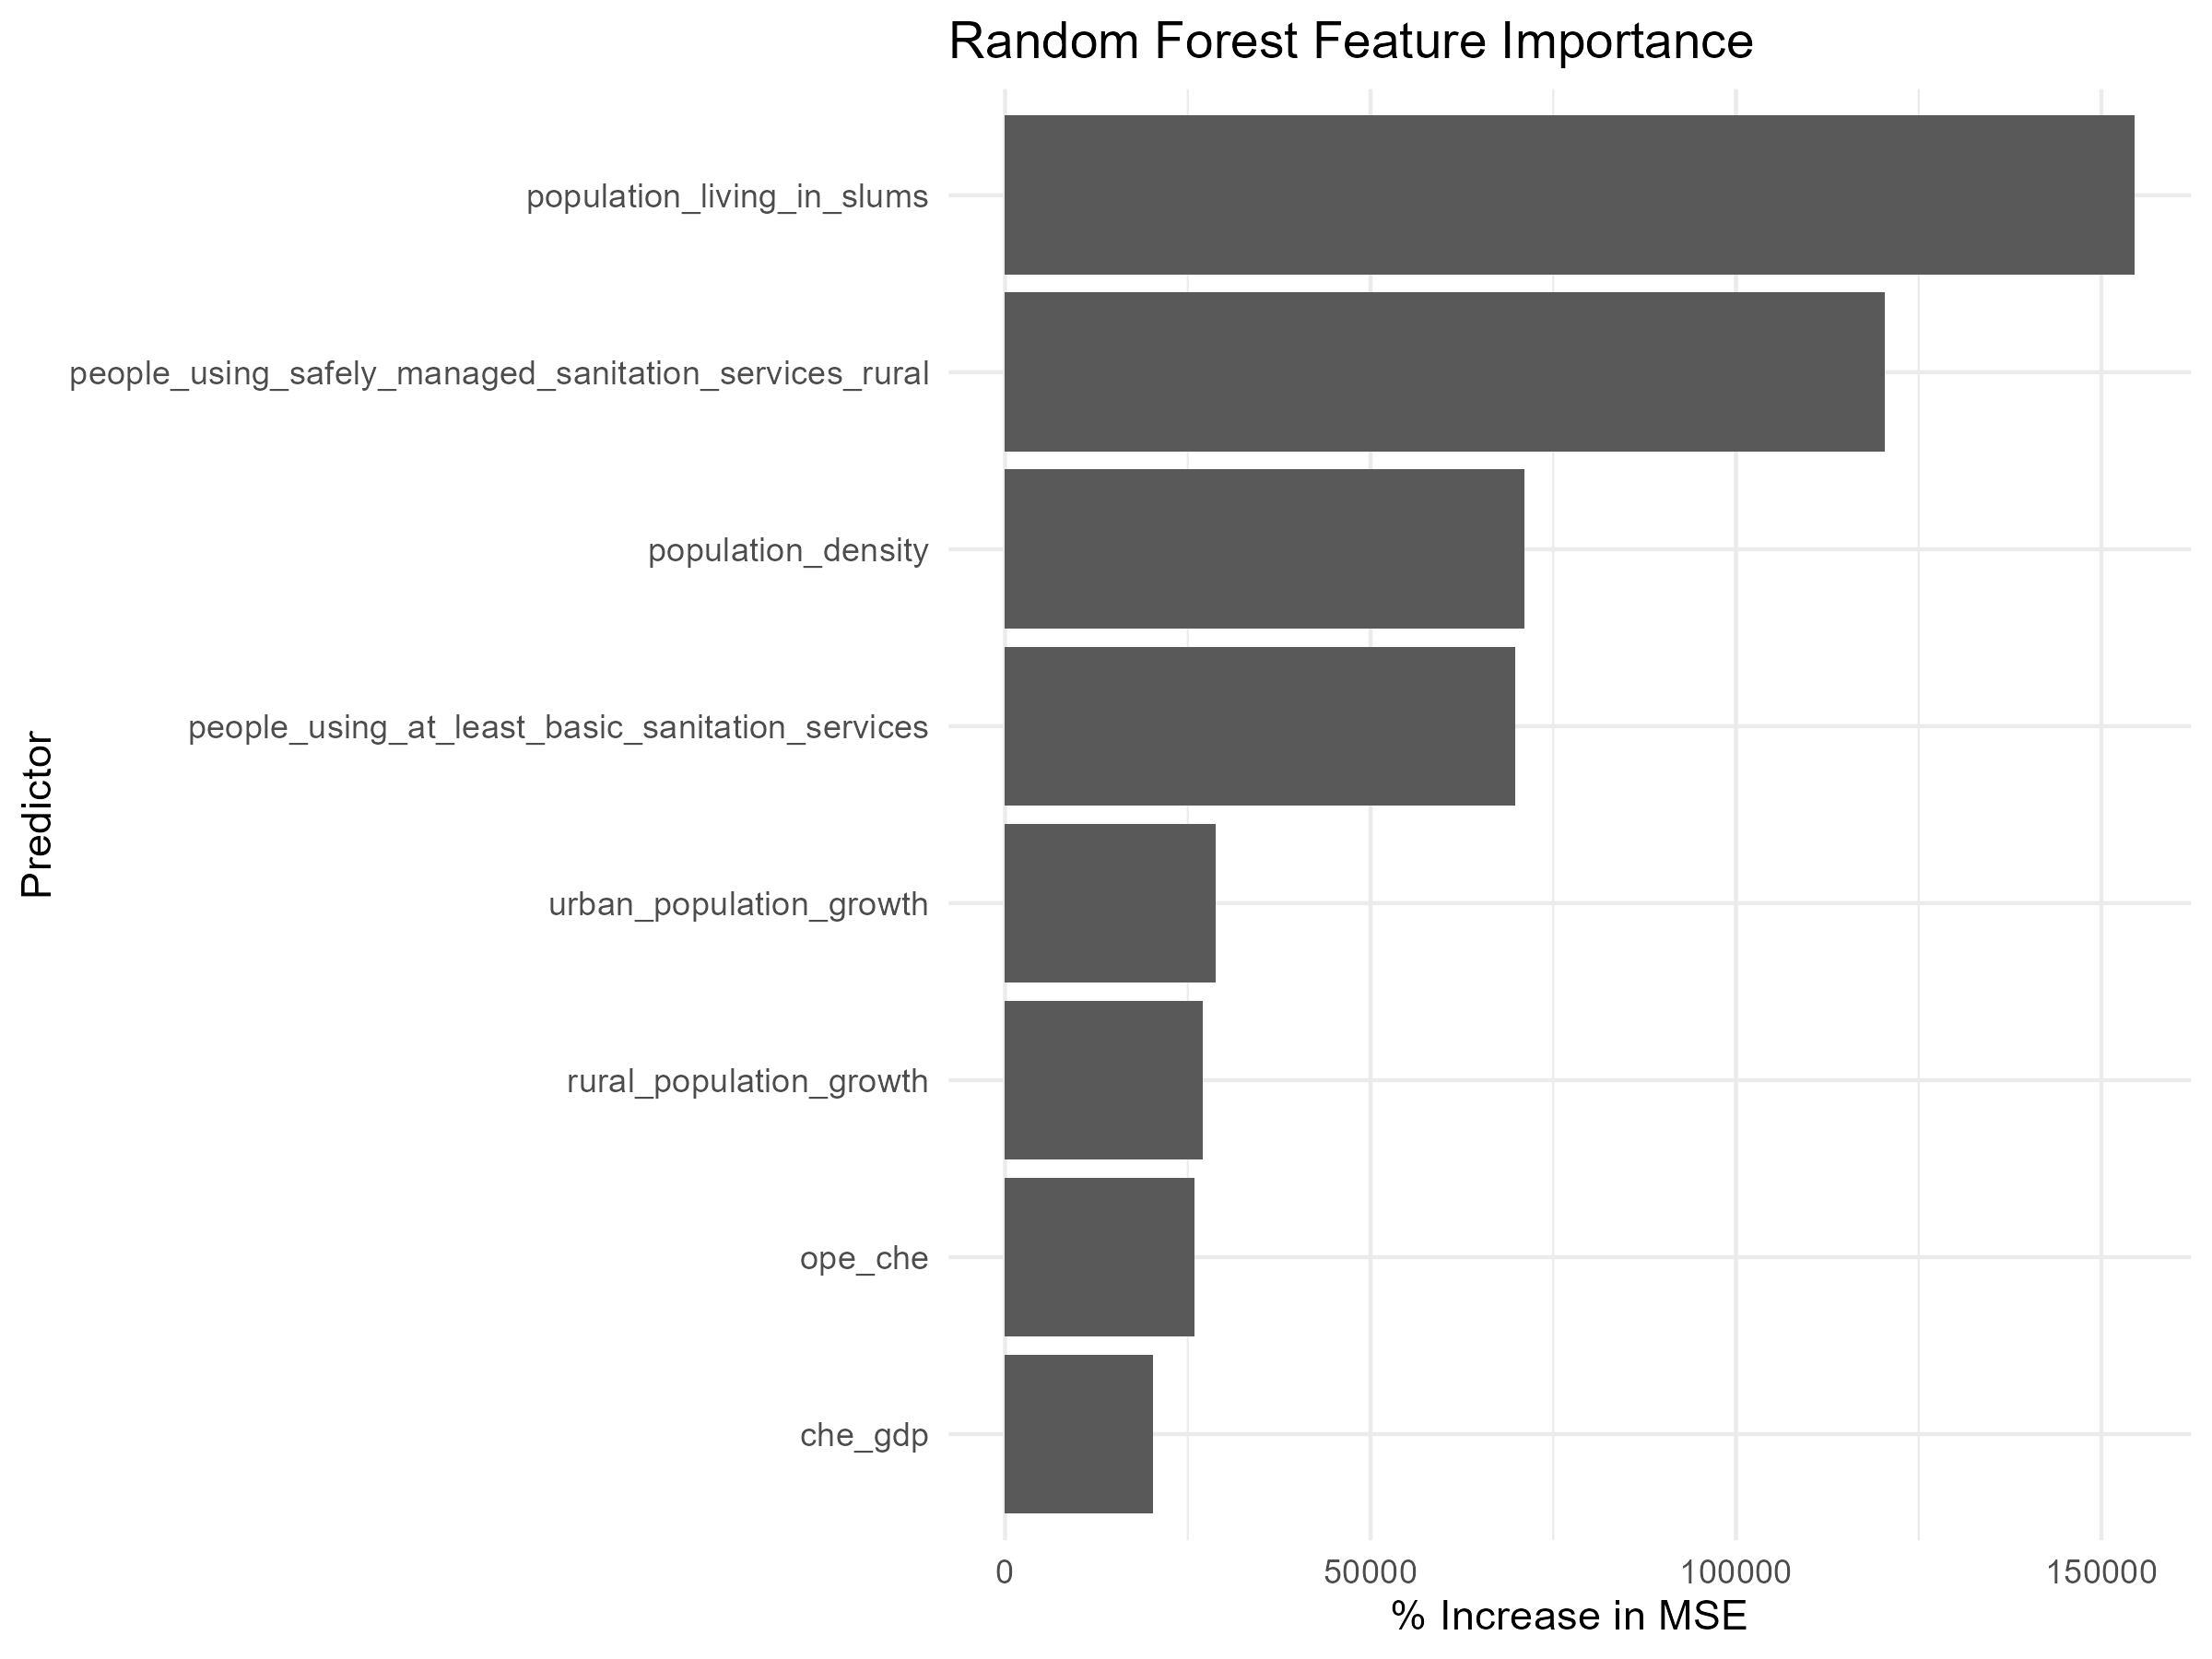 Random Forest Feature Importance
Predictor
population_living_in_slums
people_using_safely_managed_sanitation_services_rural
population_density
people_using_at_least_basic_sanitation_services
urban_population_growth
rural_population_growth
ope_che
che_gdp
0 50000 100000 150000
% Increase in MSE